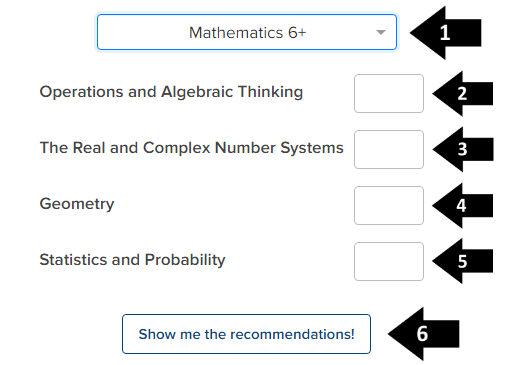 Mathematics 6+ 1
Operations and Algebraic Thinking 2
The Real and Complex Number Systems 3
Geometry 4
Statistics and Probability 5
Show me the recommendations! 6